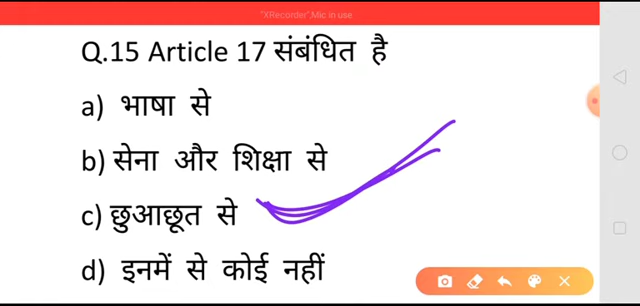 "XRecorder",Mic in use
Q.15 Article 17 संबंधित है
a) भाषा से
b) सेना और शिक्षा से
c) छुआछूत से
d) इनमें से कोई नहीं